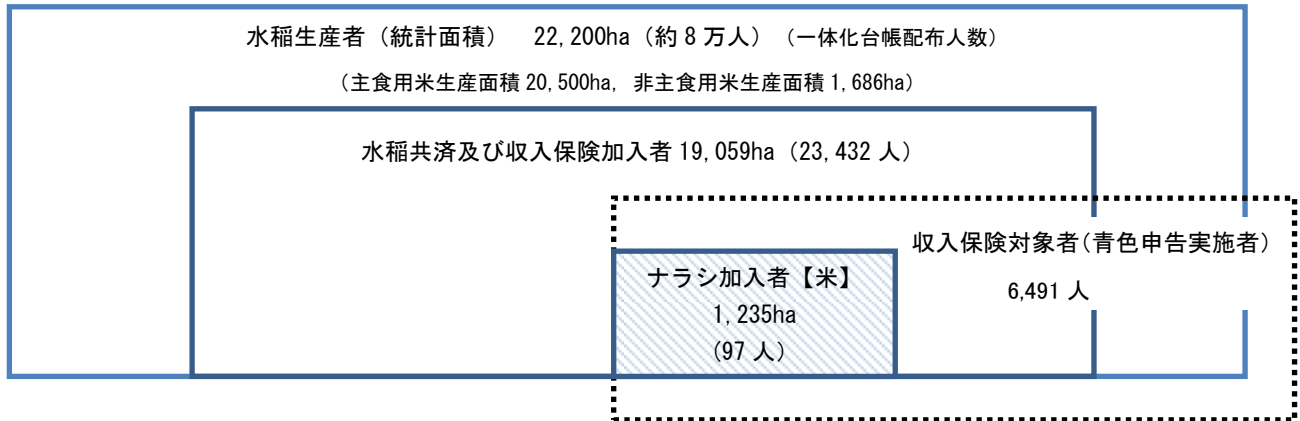 水稲生産者（統計面積）　22,200ha（約８万人）（一体化台帳配布人数）
（主食用米生産面積 20,500ha，非主食用米生産面積 1,686ha）
水稲共済及び収入保険加入者 19,059ha（23,432 人）
収入保険対象者（青色申告実施者）
6,491 人
ナラシ加入者【米】
1,235ha
（97 人）